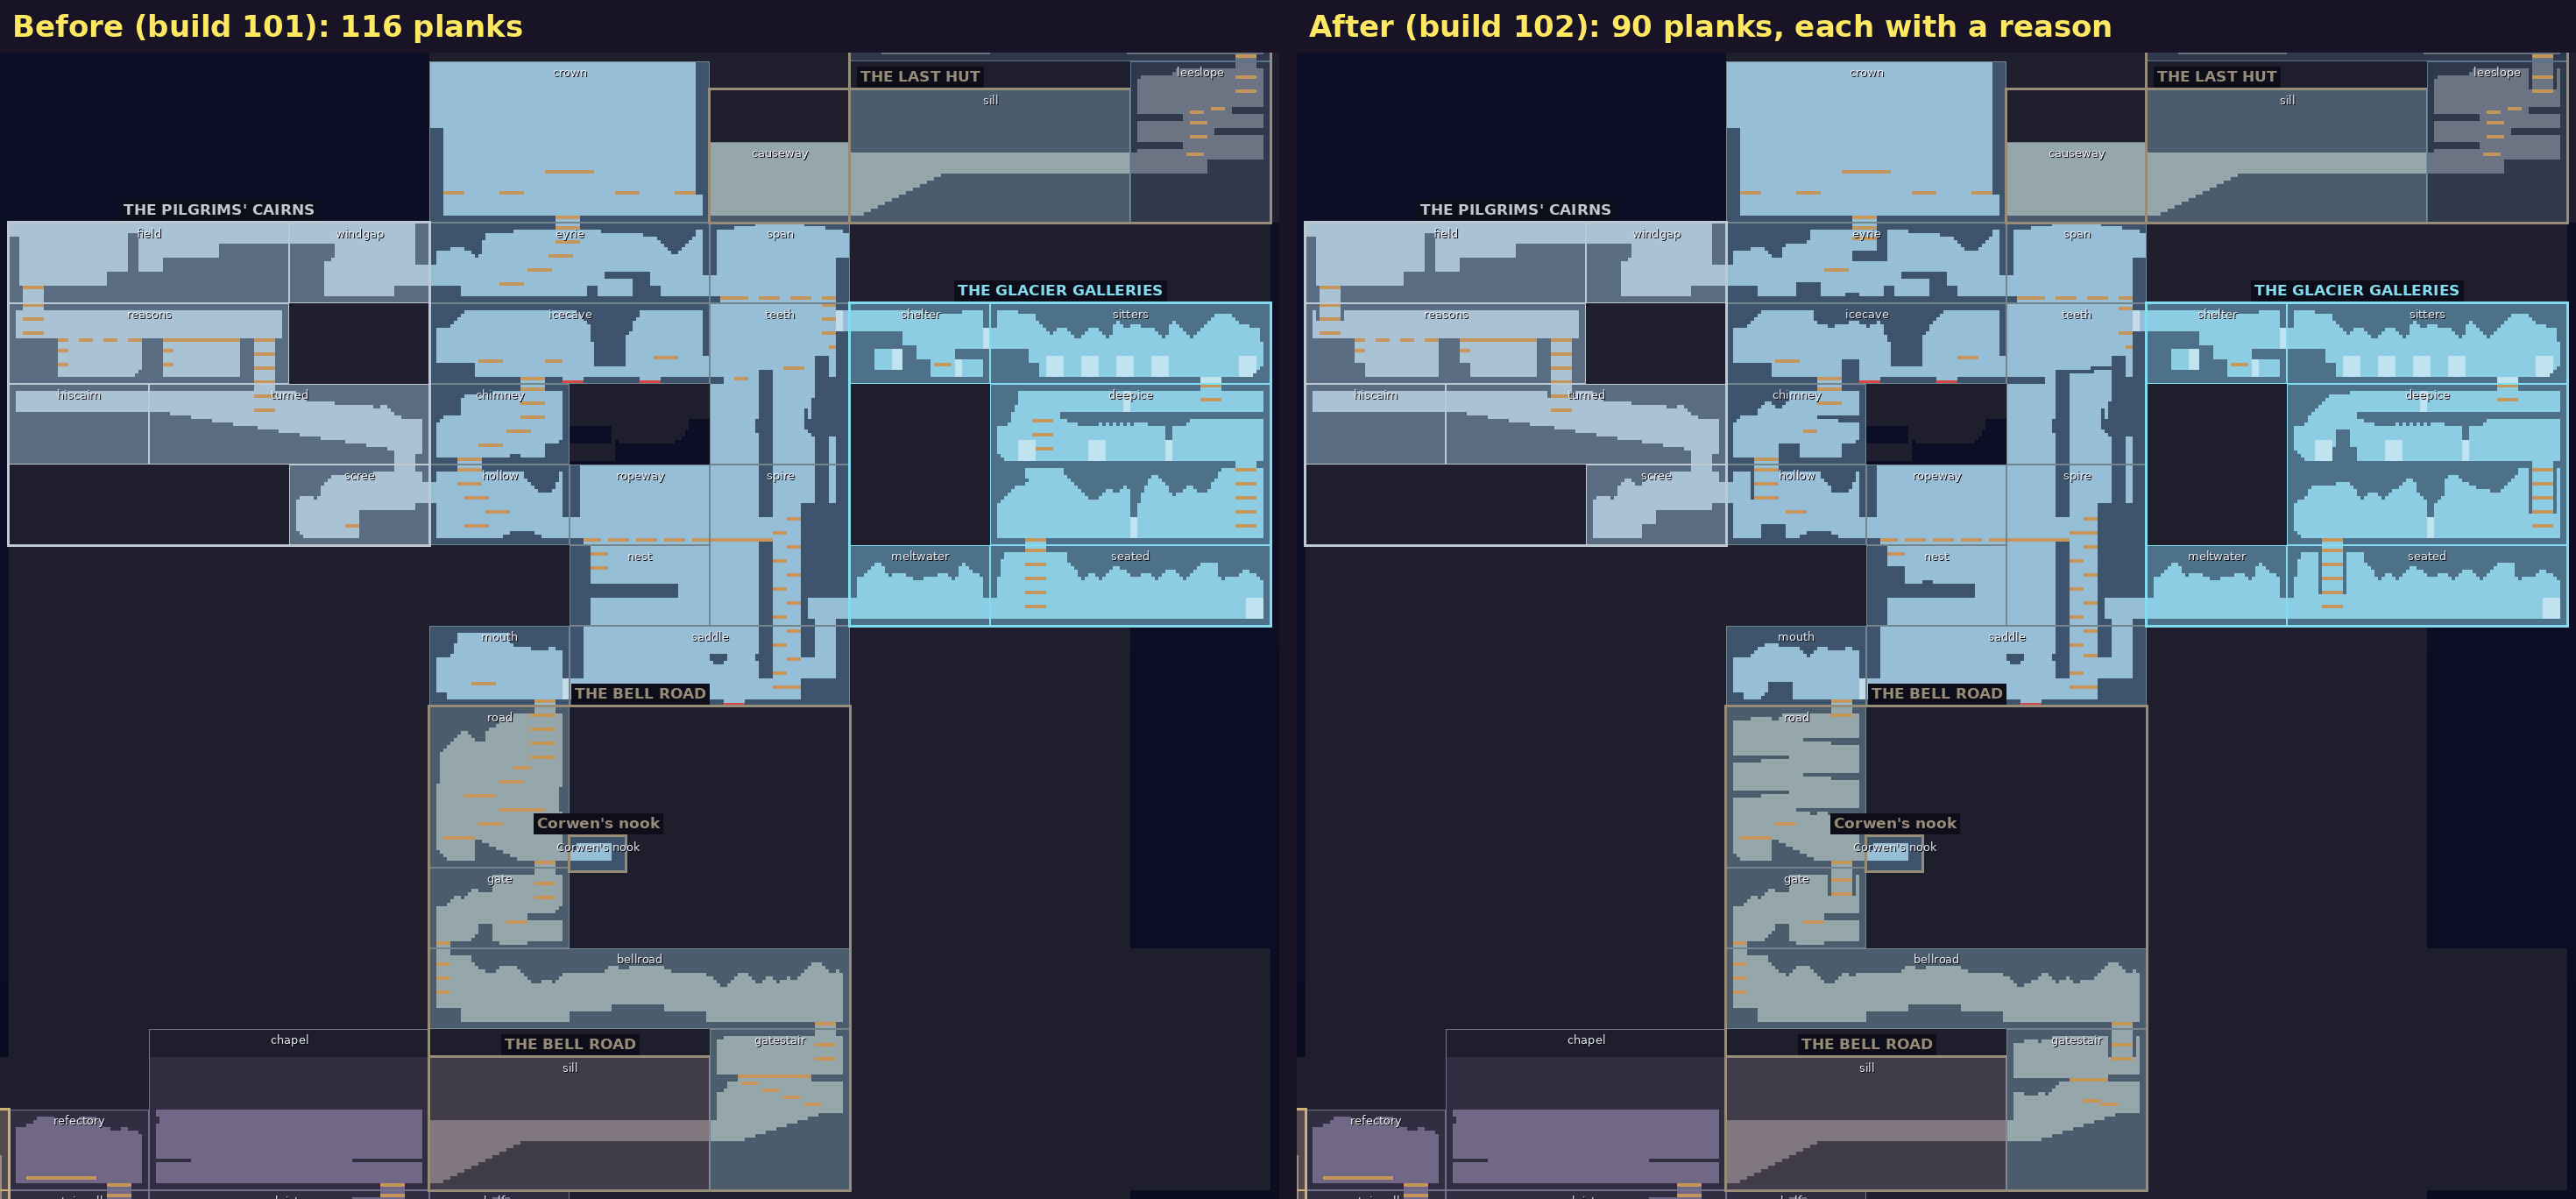 Before (build 101): 116 planks
crown
THE LAST HUT
leeslope
sill
causeway
THE PILGRIMS' CAIRNS
field
windgap
eyrie
span
THE GLACIER GALLERIES
reasons
icecave
teeth
shelter
sitters
hiscairn
turned
chimney
deepice
scree
hollow
ropeway
spire
nest
meltwater
seated
mouth
saddle
THE BELL ROAD
road
Corwen's nook
Corwen's nook
gate
bellroad
chapel
THE BELL ROAD
gatestair
sill
refectory
After (build 102): 90 planks, each with a reason
crown
THE LAST HUT
leeslope
sill
causeway
THE PILGRIMS' CAIRNS
field
windgap
eyrie
span
THE GLACIER GALLERIES
reasons
icecave
teeth
shelter
sitters
hiscairn
turned
chimney
deepice
scree
hollow
ropeway
spire
nest
meltwater
seated
mouth
saddle
THE BELL ROAD
road
Corwen's nook
Corwen's nook
gate
bellroad
chapel
THE BELL ROAD
gatestair
sill
refectory